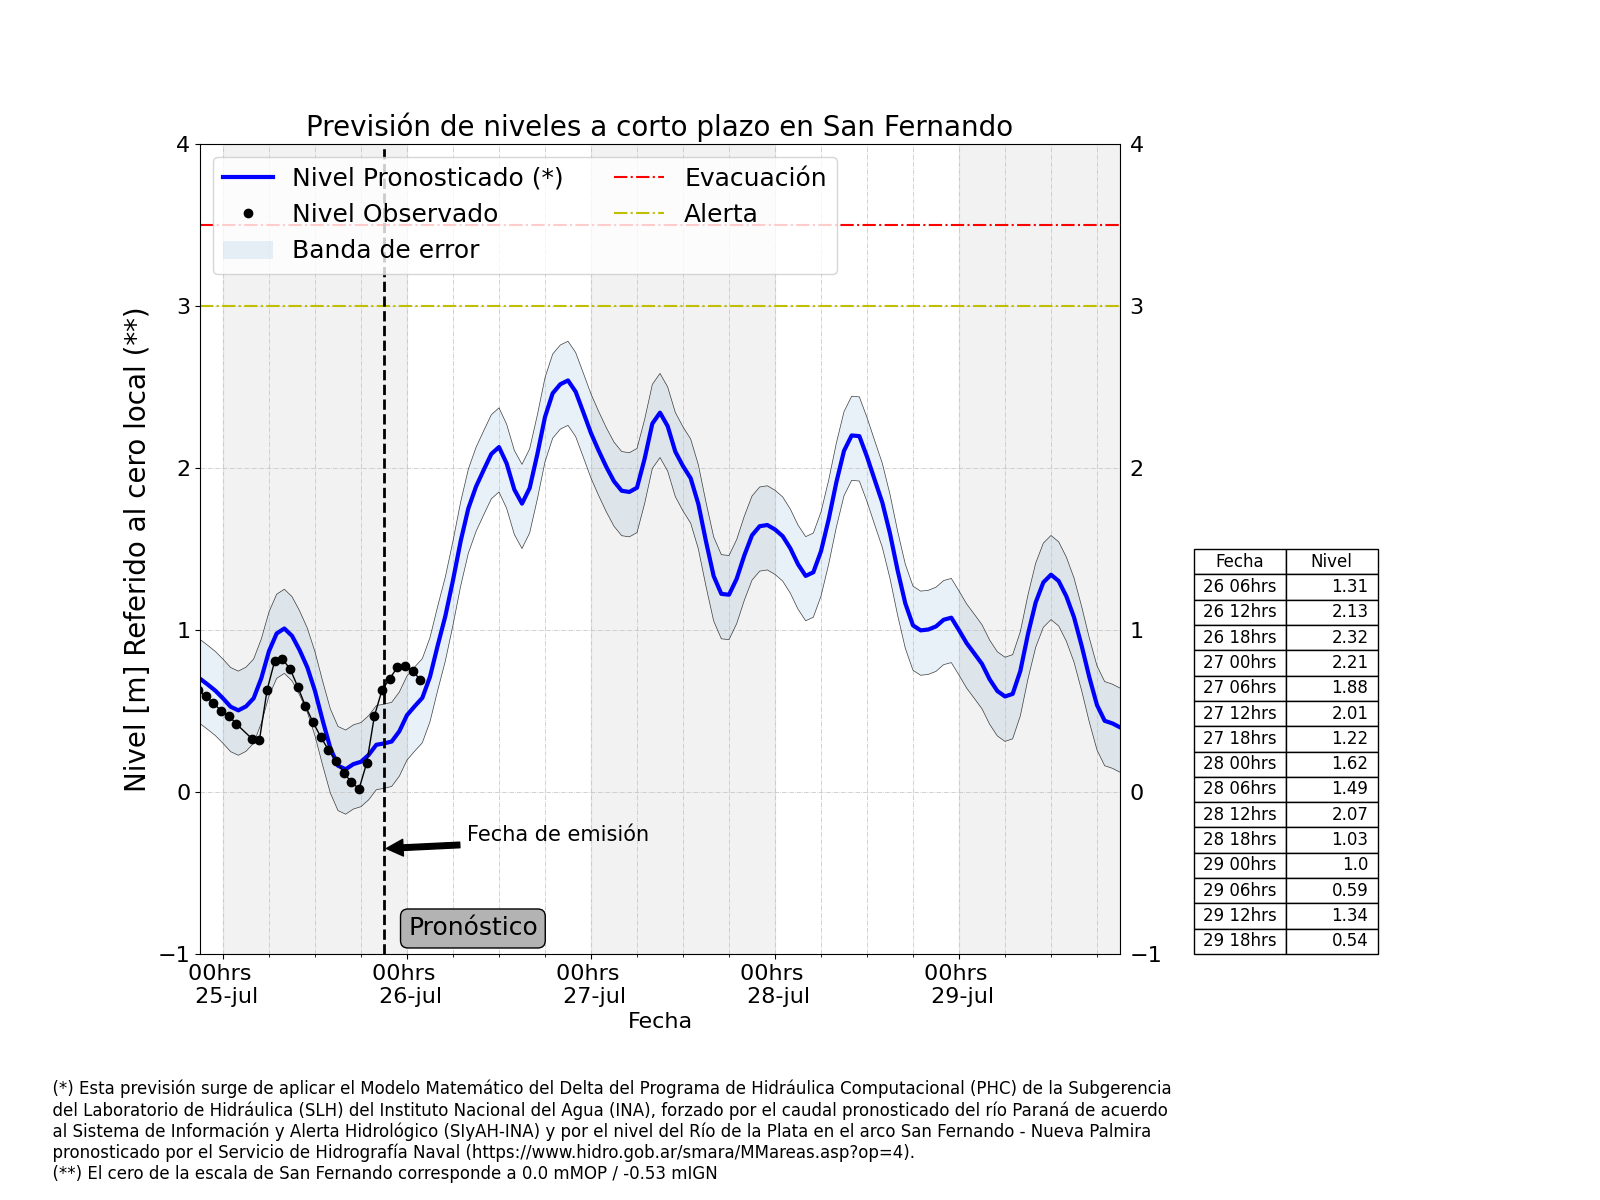 Previsión de niveles a corto plazo en San Fernando
Nivel Pronosticado (*)
Nivel Observado
Banda de error
Evacuación
Alerta
Nivel [m] Referido al cero local (**)
4
3
2
1
0
−1
4
3
2
1
0
−1
Fecha de emisión
Pronóstico
00hrs
25-jul
00hrs
26-jul
00hrs
27-jul
00hrs
28-jul
00hrs
29-jul
Fecha
Fecha Nivel
26 06hrs 1.31
26 12hrs 2.13
26 18hrs 2.32
27 00hrs 2.21
27 06hrs 1.88
27 12hrs 2.01
27 18hrs 1.22
28 00hrs 1.62
28 06hrs 1.49
28 12hrs 2.07
28 18hrs 1.03
29 00hrs 1.0
29 06hrs 0.59
29 12hrs 1.34
29 18hrs 0.54
(*) Esta previsión surge de aplicar el Modelo Matemático del Delta del Programa de Hidráulica Computacional (PHC) de la Subgerencia
del Laboratorio de Hidráulica (SLH) del Instituto Nacional del Agua (INA), forzado por el caudal pronosticado del río Paraná de acuerdo
al Sistema de Información y Alerta Hidrológico (SIyAH-INA) y por el nivel del Río de la Plata en el arco San Fernando - Nueva Palmira
pronosticado por el Servicio de Hidrografía Naval (https://www.hidro.gob.ar/smara/MMareas.asp?op=4).
(**) El cero de la escala de San Fernando corresponde a 0.0 mMOP / -0.53 mIGN